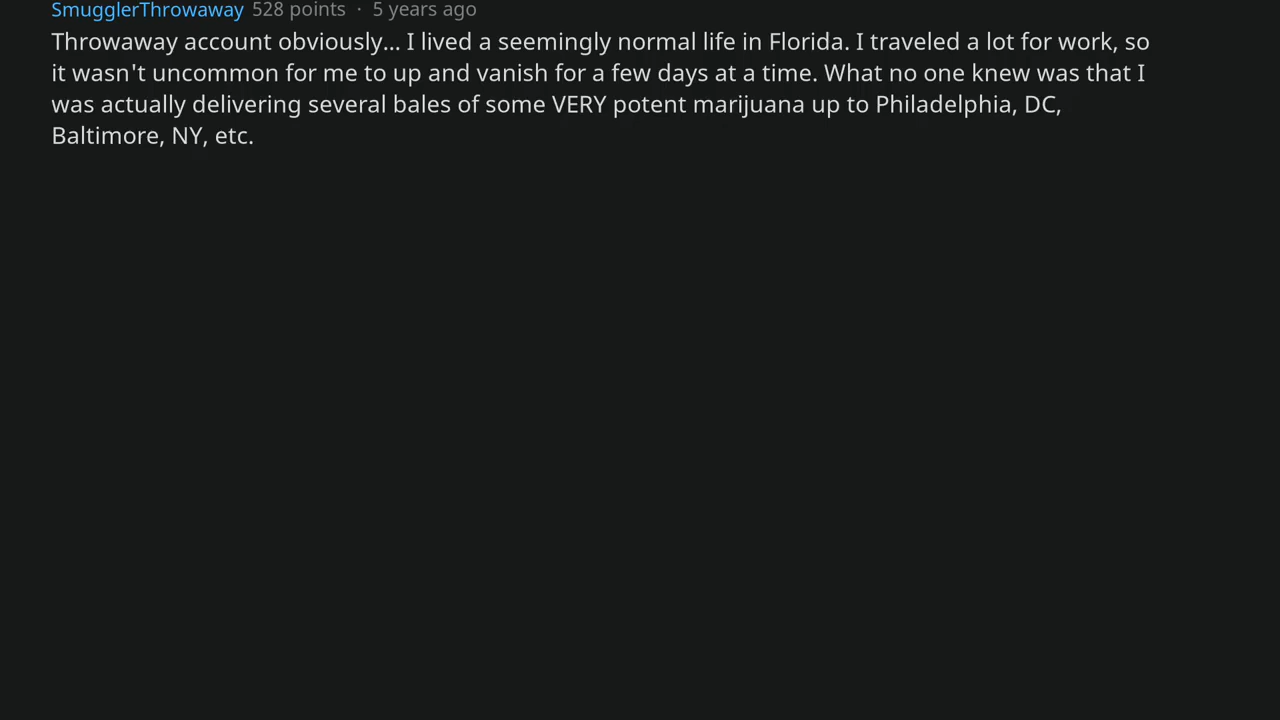 SmugglerThrowaway 528 points · 5 years ago
Throwaway account obviously... I lived a seemingly normal life in Florida. I traveled a lot for work, so
it wasn't uncommon for me to up and vanish for a few days at a time. What no one knew was that I
was actually delivering several bales of some VERY potent marijuana up to Philadelphia, DC,
Baltimore, NY, etc.